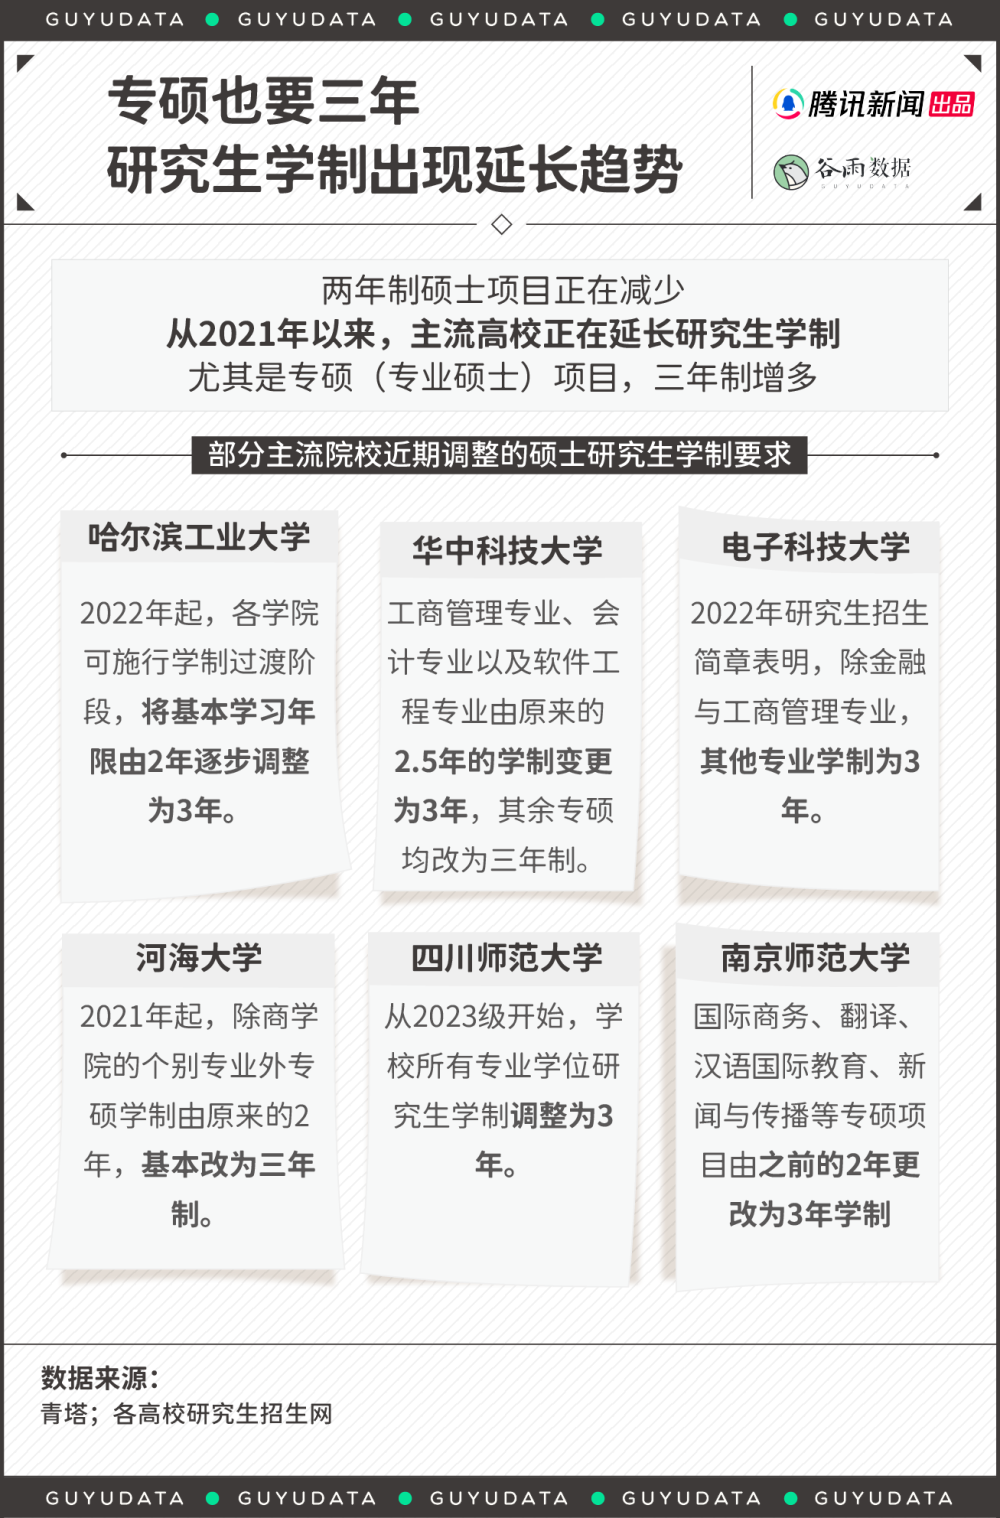 GUYUDATA GUYUDATA GUYUDATA GUYUDATA GUYUDATA
专硕也要三年
研究生学制出现延长趋势
腾讯新闻 出品
谷雨数据
GUYUDATA
两年制硕士项目正在减少
从2021年以来，主流高校正在延长研究生学制
尤其是专硕（专业硕士）项目，三年制增多
部分主流院校近期调整的硕士研究生学制要求
哈尔滨工业大学
2022年起，各学院
可施行学制过渡阶
段，将基本学习年
限由2年逐步调整
为3年。
华中科技大学
工商管理专业、会
计专业以及软件工
程专业由原来的
2.5年的学制变更
为3年，其余专硕
均改为三年制。
电子科技大学
2022年研究生招生
简章表明，除金融
与工商管理专业，
其他专业学制为3
年。
河海大学
2021年起，除商学
院的个别专业外专
硕学制由原来的2
年，基本改为三年
制。
四川师范大学
从2023级开始，学
校所有专业学位研
究生学制调整为3
年。
南京师范大学
国际商务、翻译、
汉语国际教育、新
闻与传播等专硕项
目由之前的2年更
改为3年学制
数据来源：
青塔；各高校研究生招生网
GUYUDATA GUYUDATA GUYUDATA GUYUDATA GUYUDATA